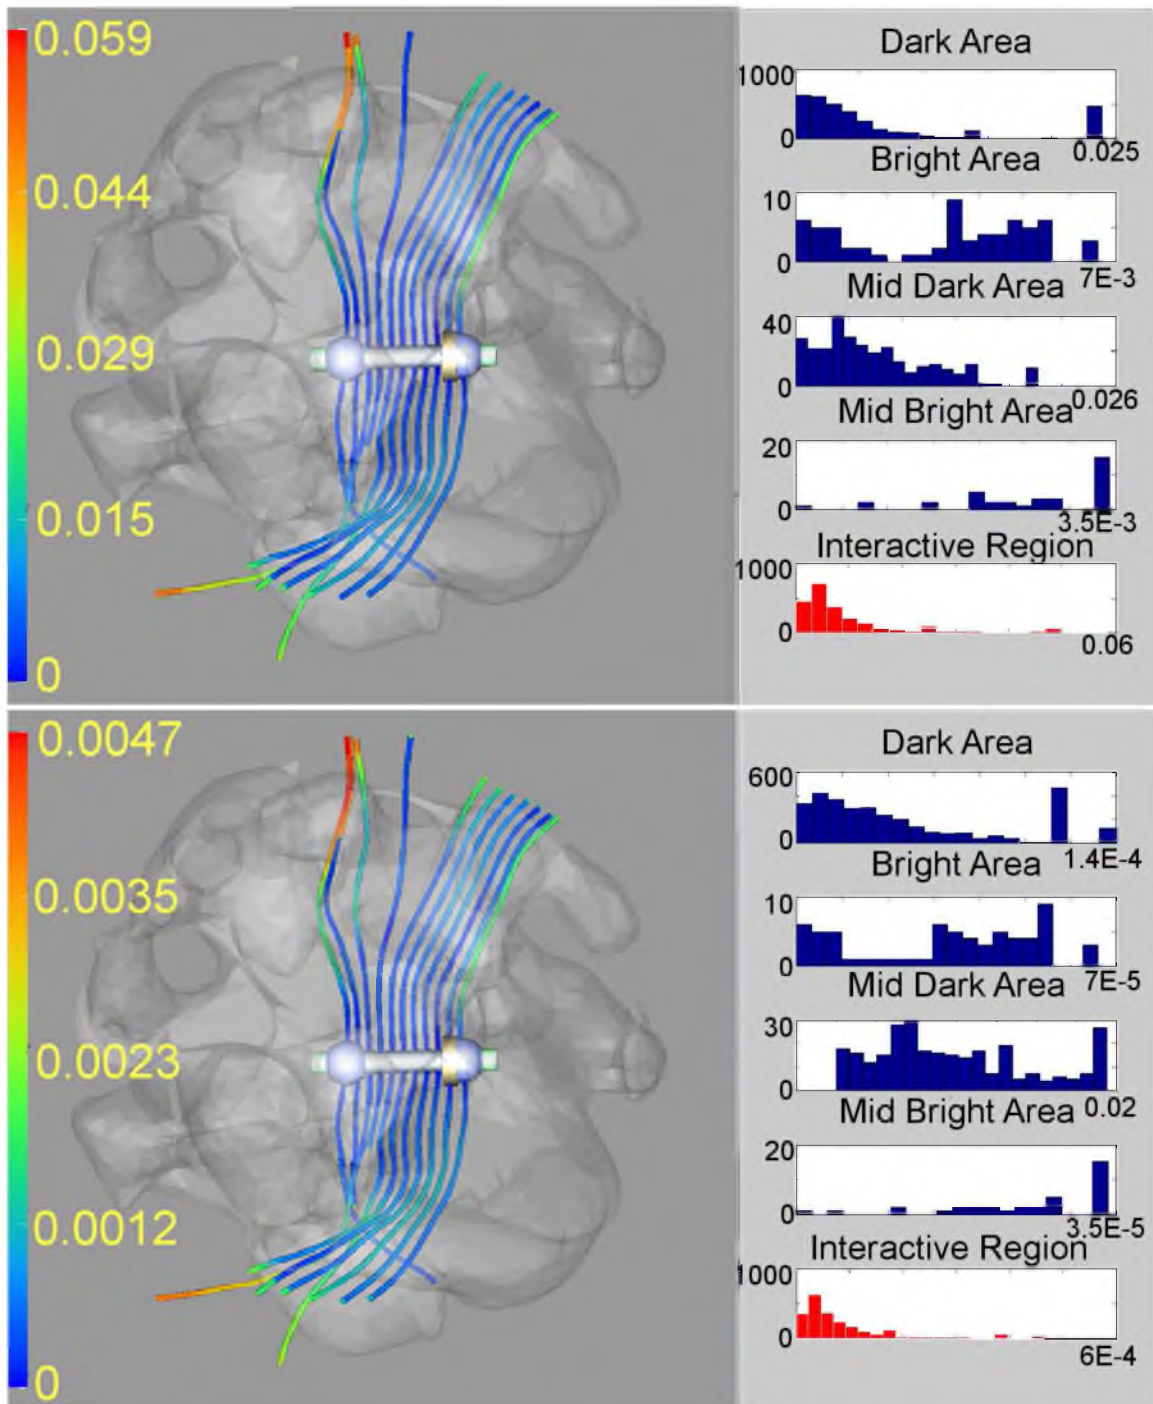 0.059
0.044
0.029
0.015
0
Dark Area
1000
0
0.025
Bright Area
10
0
7E-3
Mid Dark Area
40
0
0.026
Mid Bright Area
20
0
3.5E-3
Interactive Region
1000
0
0.06
0.0047
0.0035
0.0023
0.0012
0
Dark Area
600
0
1.4E-4
Bright Area
10
0
7E-5
Mid Dark Area
30
0
0.02
Mid Bright Area
20
0
3.5E-5
Interactive Region
1000
0
6E-4